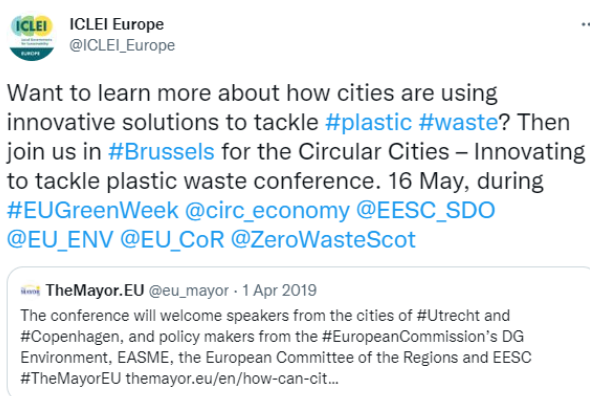 ICLEI
EUROPE
ICLEI Europe
@ICLEI_Europe
Want to learn more about how cities are using
innovative solutions to tackle #plastic #waste? Then
join us in #Brussels for the Circular Cities – Innovating
to tackle plastic waste conference. 16 May, during
#EUGreenWeek @circ_economy @EESC_SDO
@EU_ENV @EU_CoR @ZeroWasteScot
TheMayor.EU @eu_mayor · 1 Apr 2019
The conference will welcome speakers from the cities of #Utrecht and
#Copenhagen, and policy makers from the #EuropeanCommission's DG
Environment, EASME, the European Committee of the Regions and EESC
#TheMayorEU themayor.eu/en/how-can-cit...